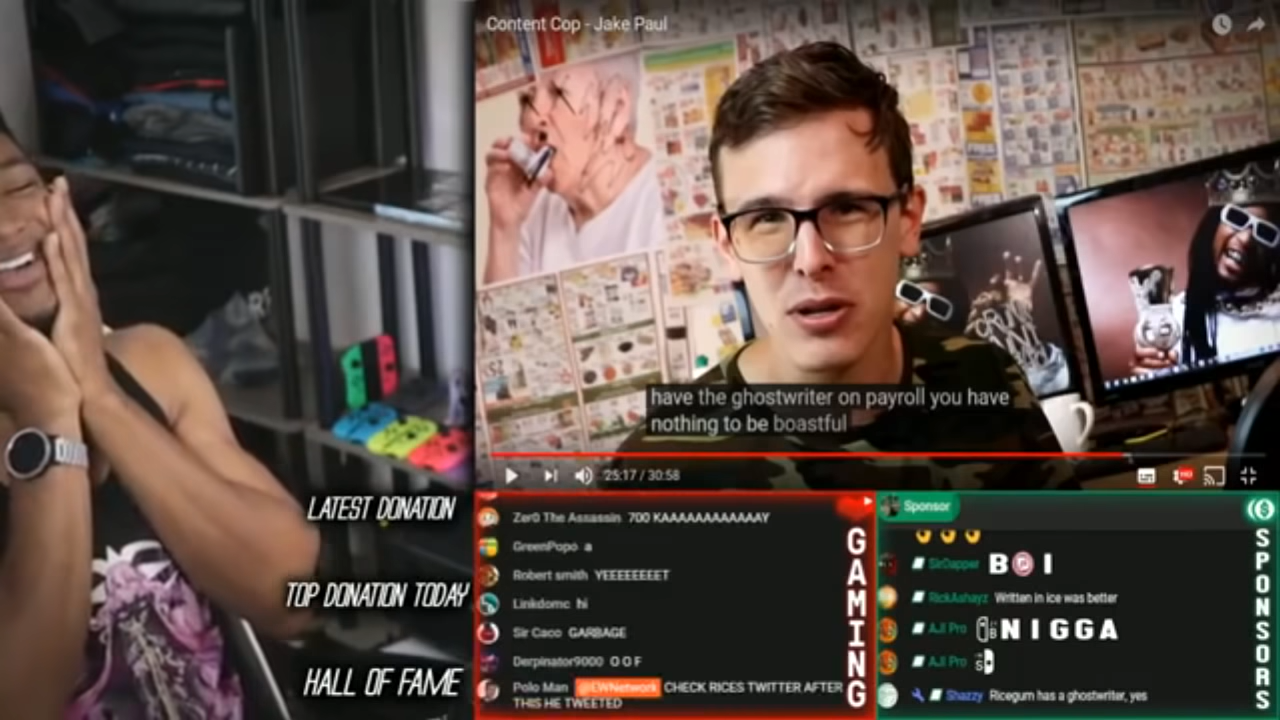 Content Cop - Jake Paul
have the ghostwriter on payroll you have
nothing to be boastful
25:17 / 30:58
LATEST DONATION
TOP DONATION TODAY
HALL OF FAME
Zer0 The Assassin 700 KAAAAAAAAAAAAY
GreenPopo a
Robert smith YEEEEEEEET
Linkdomc hi
Sir Caco GARBAGE
Derpinator9000 O O F
Polo Man @EWNetwork CHECK RICES TWITTER AFTER
THIS HE TWEETED
GAMING
Sponsor
SirDapper B I
RickAshayz Written in ice was better
AJI Pro NIGGA
AJI Pro
Shazzy Ricegum has a ghostwriter, yes
SPONSORS